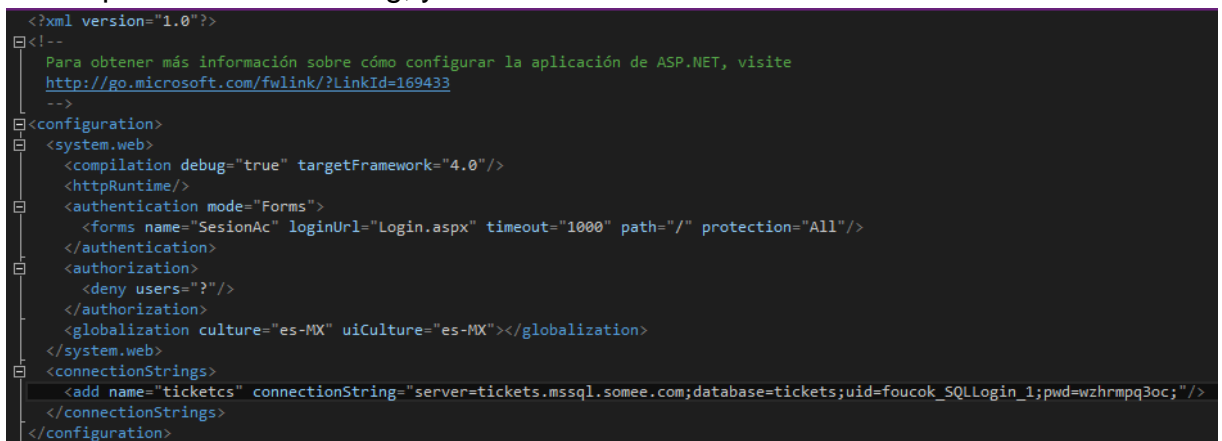 <?xml version="1.0"?>
<!--
Para obtener más información sobre cómo configurar la aplicación de ASP.NET, visite
http://go.microsoft.com/fwlink/?LinkId=169433
-->
<configuration>
<system.web>
<compilation debug="true" targetFramework="4.0"/>
<httpRuntime/>
<authentication mode="Forms">
<forms name="SesionAc" loginUrl="Login.aspx" timeout="1000" path="/" protection="All"/>
</authentication>
<authorization>
<deny users="?"/>
</authorization>
<globalization culture="es-MX" uiCulture="es-MX"></globalization>
</system.web>
<connectionStrings>
<add name="ticketcs" connectionString="server=tickets.mssql.somee.com;database=tickets;uid=foucok_SQLLogin_1;pwd=wzhrmpq3oc;"/>
</connectionStrings>
</configuration>